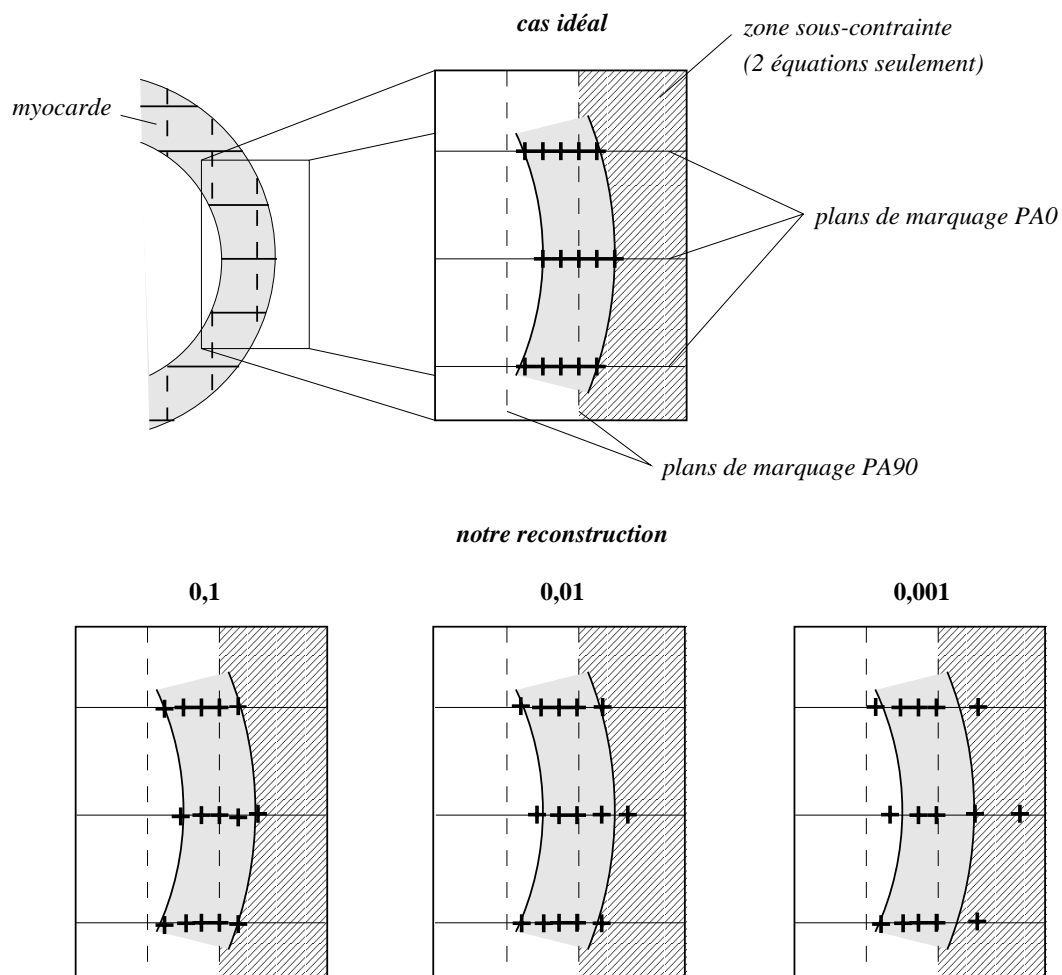 cas idéal
zone sous-contrainte
(2 équations seulement)
myocarde
plans de marquage PA0
plans de marquage PA90
notre reconstruction
0,1
0,01
0,001